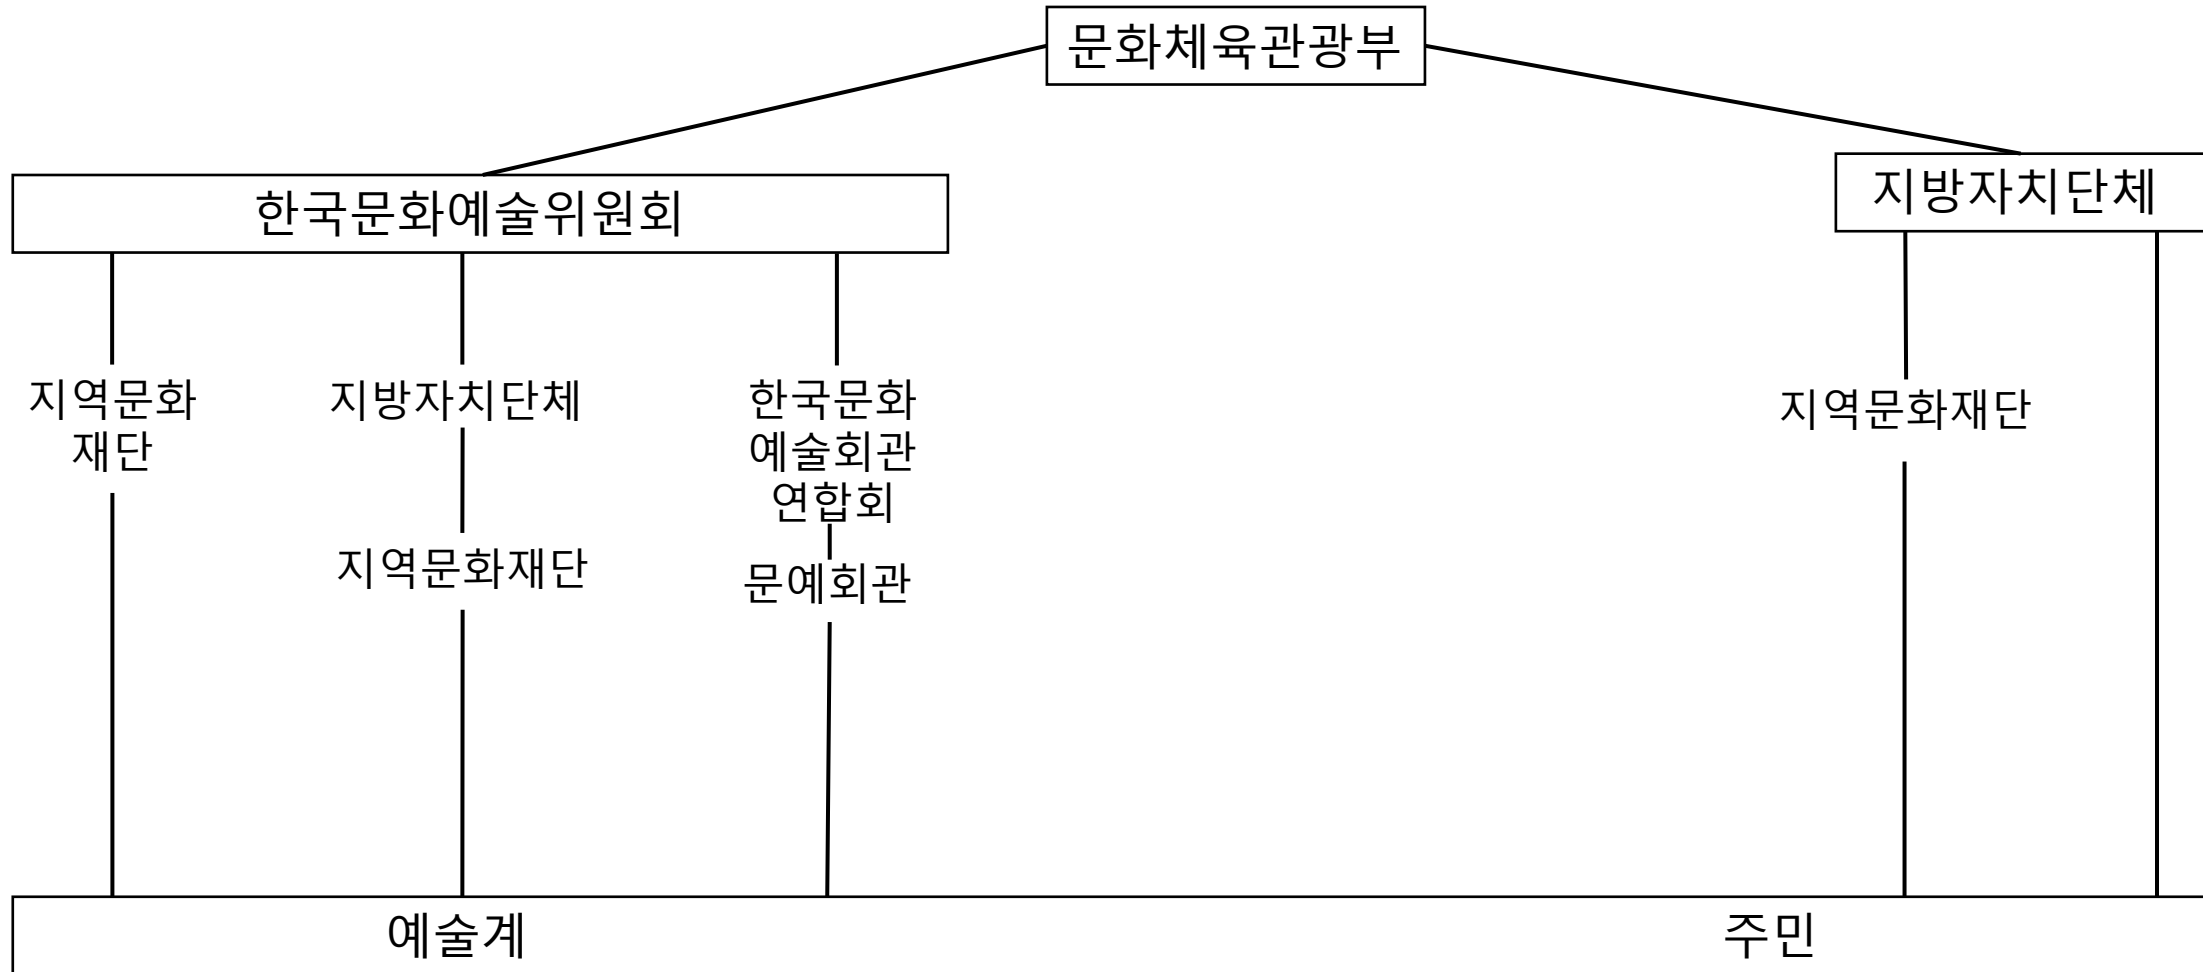 문화체육관광부
한국문화예술위원회
지방자치단체
지역문화
재단
지방자치단체
한국문화
예술회관
연합회
지역문화재단
지역문화재단
문예회관
예술계
주민